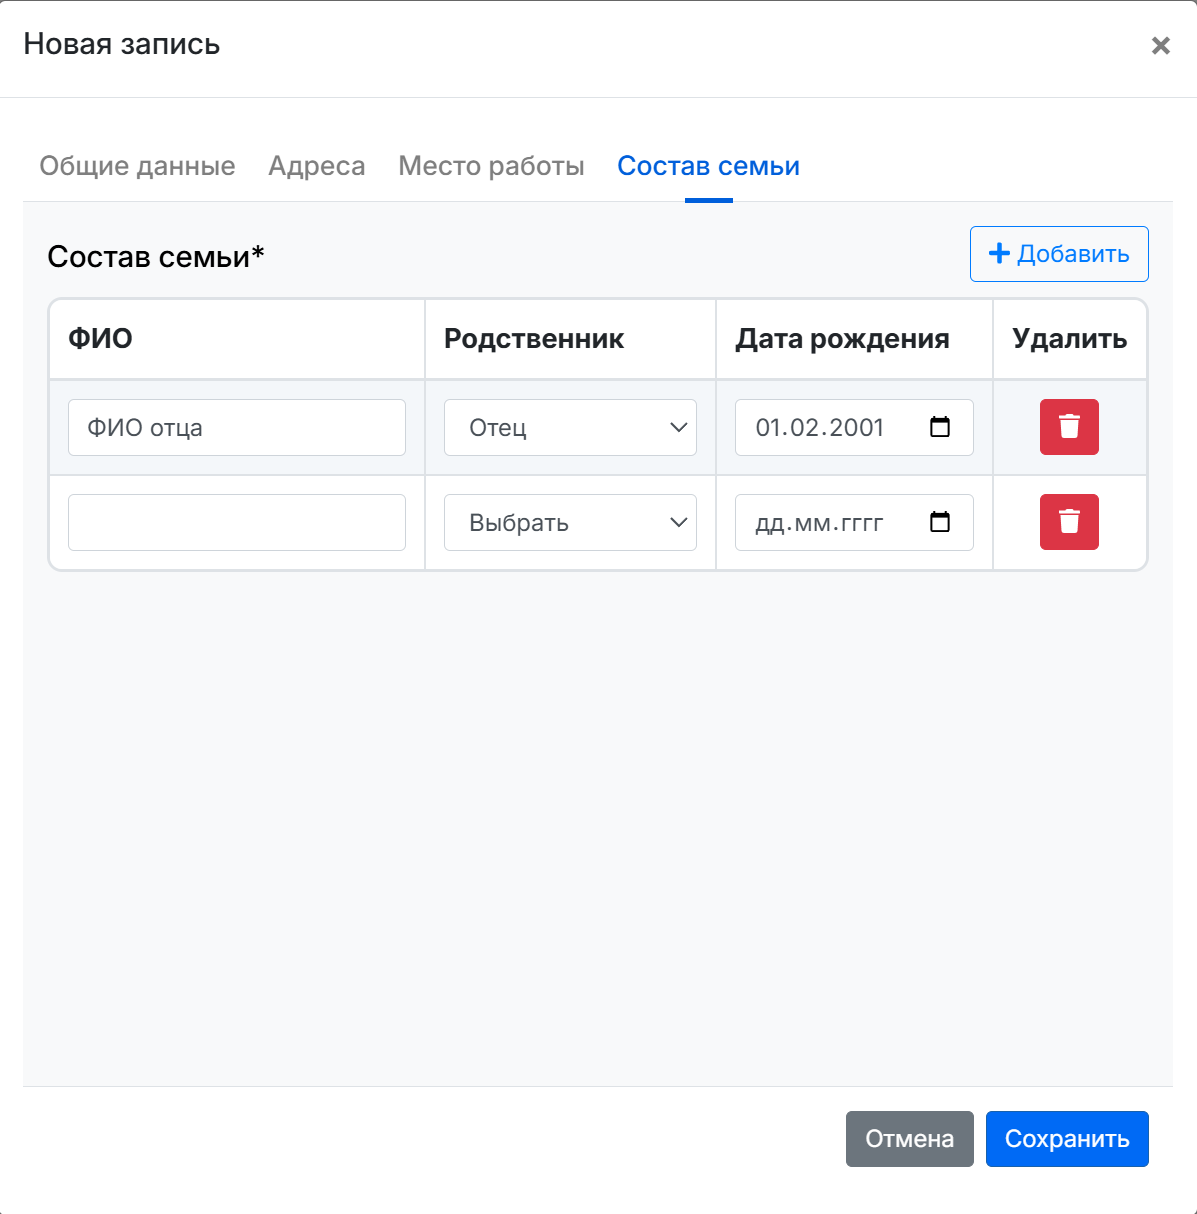 Новая запись
Общие данные Адреса Место работы Состав семьи
Состав семьи* Добавить
ФИО Родственник Дата рождения Удалить
ФИО отца Отец 01.02.2001
Выбрать дд.мм.гггг
Отмена Сохранить